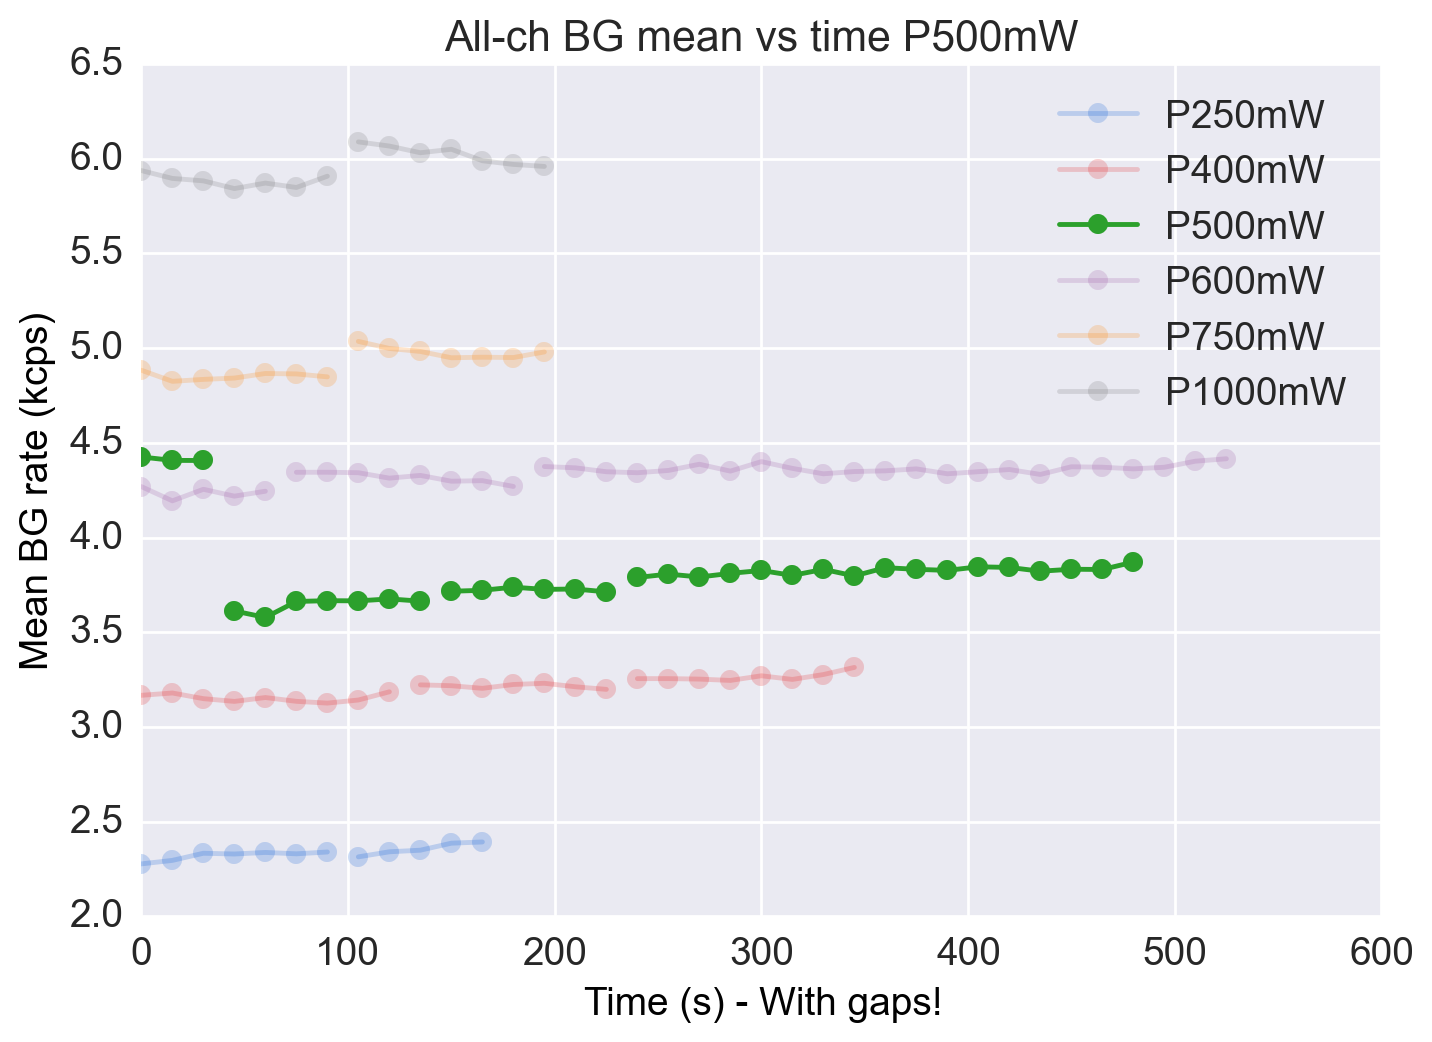 All-ch BG mean vs time P500mW
6.5
6.0
5.5
5.0
4.5
4.0
3.5
3.0
2.5
2.0
Mean BG rate (kcps)
P250mW
P400mW
P500mW
P600mW
P750mW
P1000mW
0 100 200 300 400 500 600
Time (s) - With gaps!